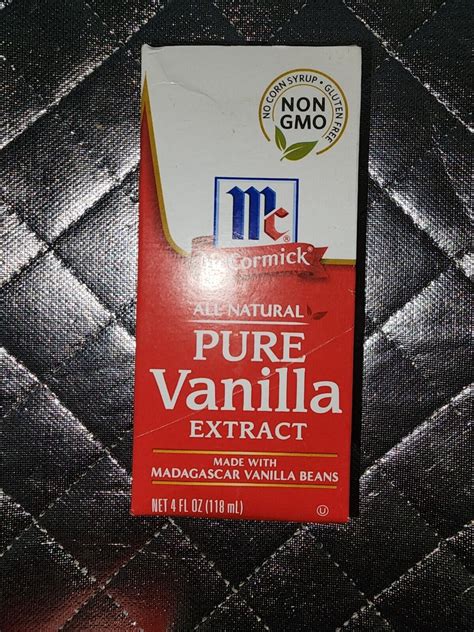 NO CORN SYRUP • GLUTEN FREE
NON
GMO
Mc
McCormick®
ALL NATURAL
PURE
Vanilla
EXTRACT
MADE WITH
MADAGASCAR VANILLA BEANS
NET 4 FL OZ (118 mL)
U